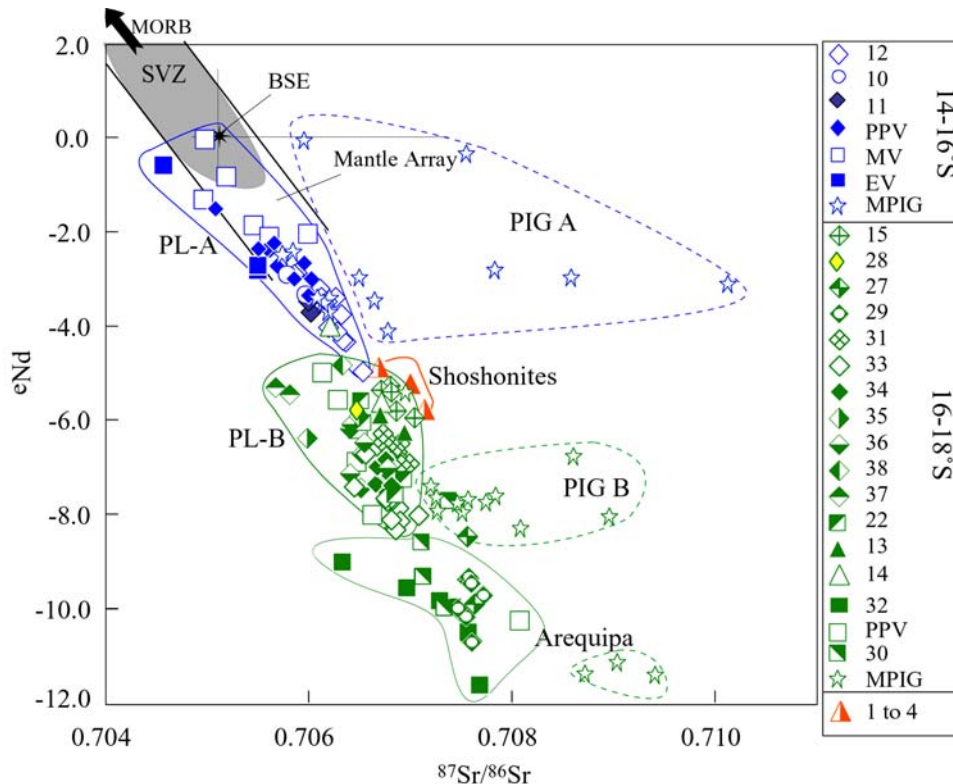 MORB
2.0
SVZ
BSE
0.0
Mantle Array
-2.0
PL-A
PIG A
-4.0
Shoshonites
-6.0
PL-B
PIG B
-8.0
-10.0
Arequipa
-12.0
0.704
0.706
0.708
0.710
eNd
87Sr/86Sr
12
10
11
PPV
MV
EV
MPIG
14-16°S
15
28
27
29
31
33
34
35
36
38
37
22
13
14
32
PPV
30
MPIG
16-18°S
1 to 4